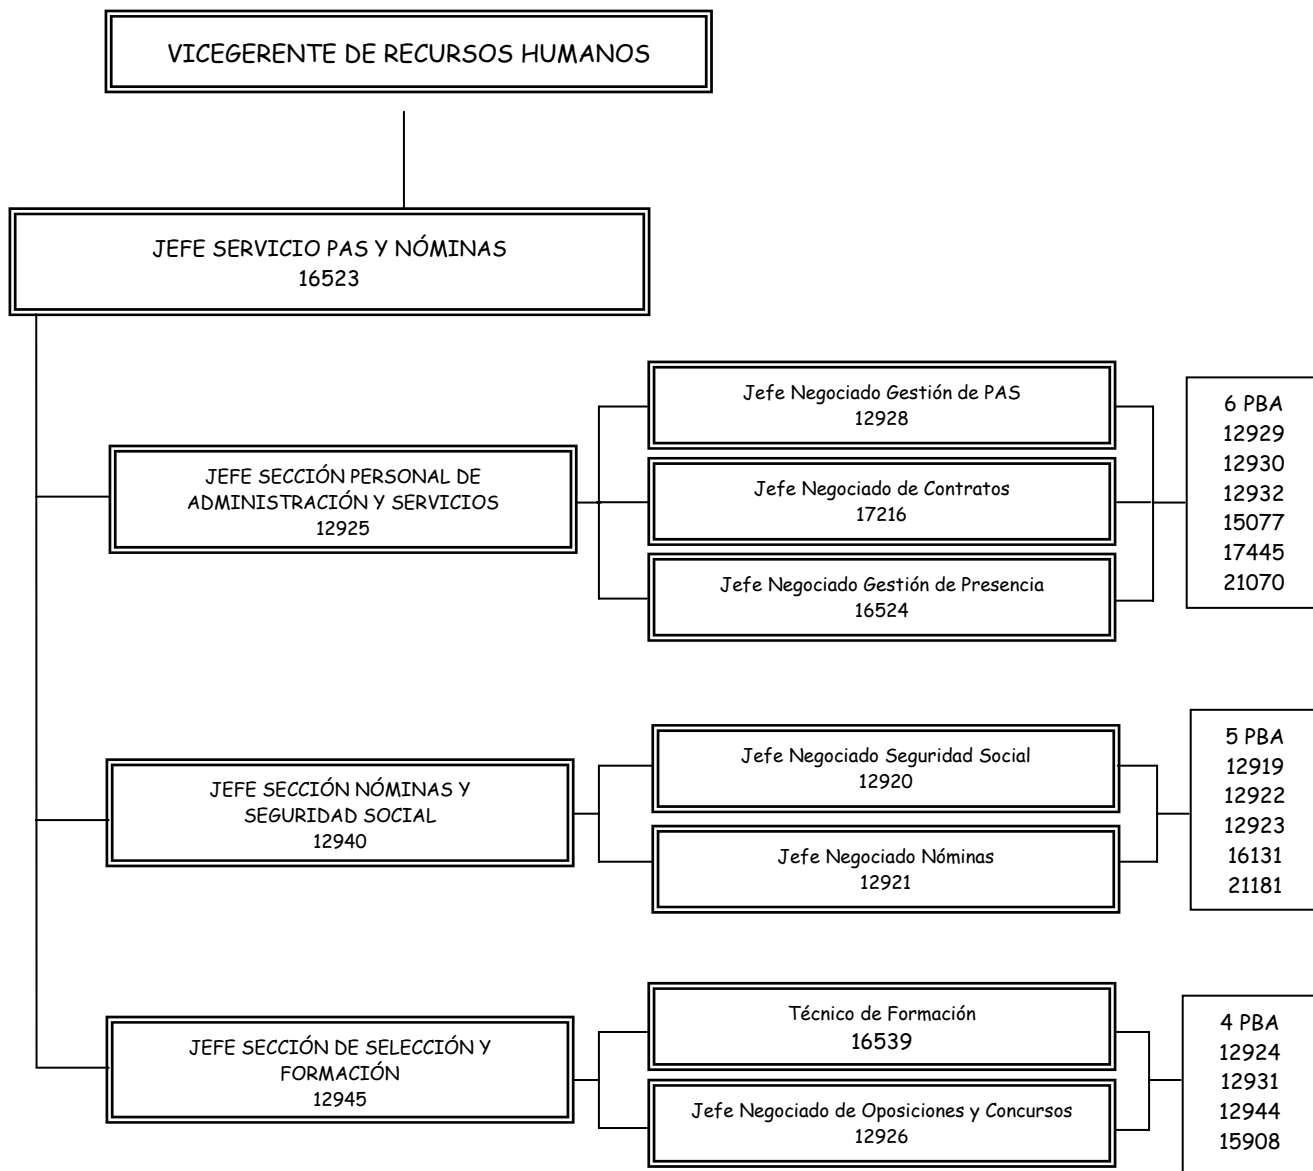 VICEGERENTE DE RECURSOS HUMANOS
JEFE SERVICIO PAS Y NÓMINAS
16523
JEFE SECCIÓN PERSONAL DE
ADMINISTRACIÓN Y SERVICIOS
12925
Jefe Negociado Gestión de PAS
12928
Jefe Negociado de Contratos
17216
Jefe Negociado Gestión de Presencia
16524
6 PBA
12929
12930
12932
15077
17445
21070
JEFE SECCIÓN NÓMINAS Y
SEGURIDAD SOCIAL
12940
Jefe Negociado Seguridad Social
12920
Jefe Negociado Nóminas
12921
5 PBA
12919
12922
12923
16131
21181
JEFE SECCIÓN DE SELECCIÓN Y
FORMACIÓN
12945
Técnico de Formación
16539
Jefe Negociado de Oposiciones y Concursos
12926
4 PBA
12924
12931
12944
15908